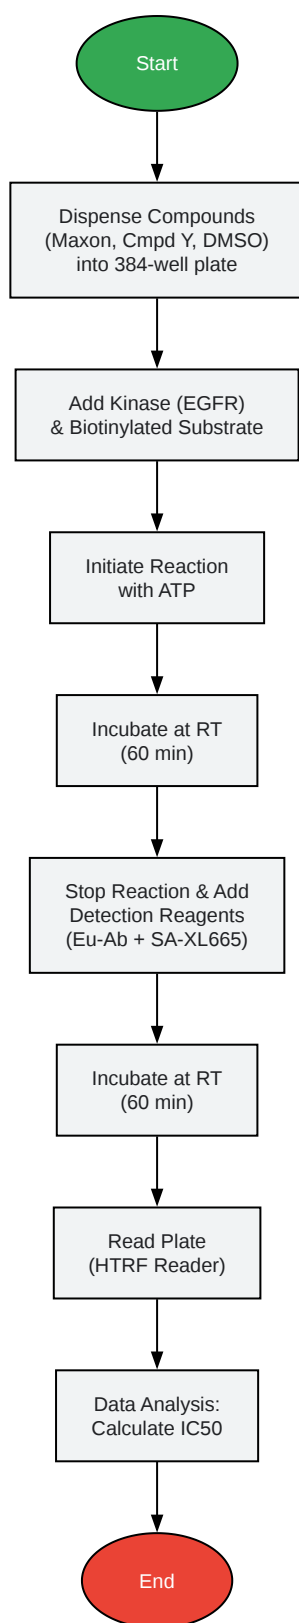 Start
Dispense Compounds
(Maxon, Cmpd Y, DMSO)
into 384-well plate
Add Kinase (EGFR)
& Biotinylated Substrate
Initiate Reaction
with ATP
Incubate at RT
(60 min)
Stop Reaction & Add
Detection Reagents
(Eu-Ab + SA-XL665)
Incubate at RT
(60 min)
Read Plate
(HTRF Reader)
Data Analysis:
Calculate IC50
End